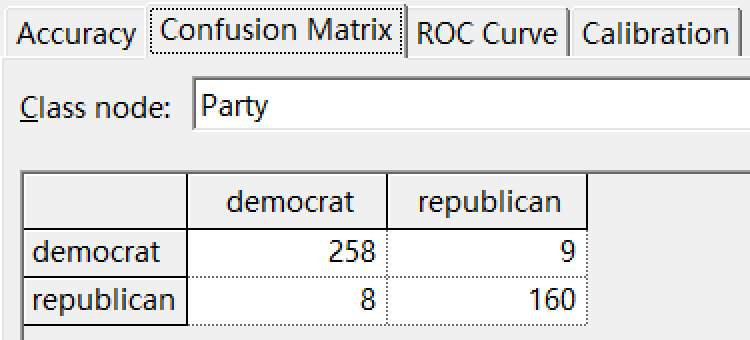 Accuracy Confusion Matrix ROC Curve Calibration
Class node: Party
democrat republican
democrat 258 9
republican 8 160